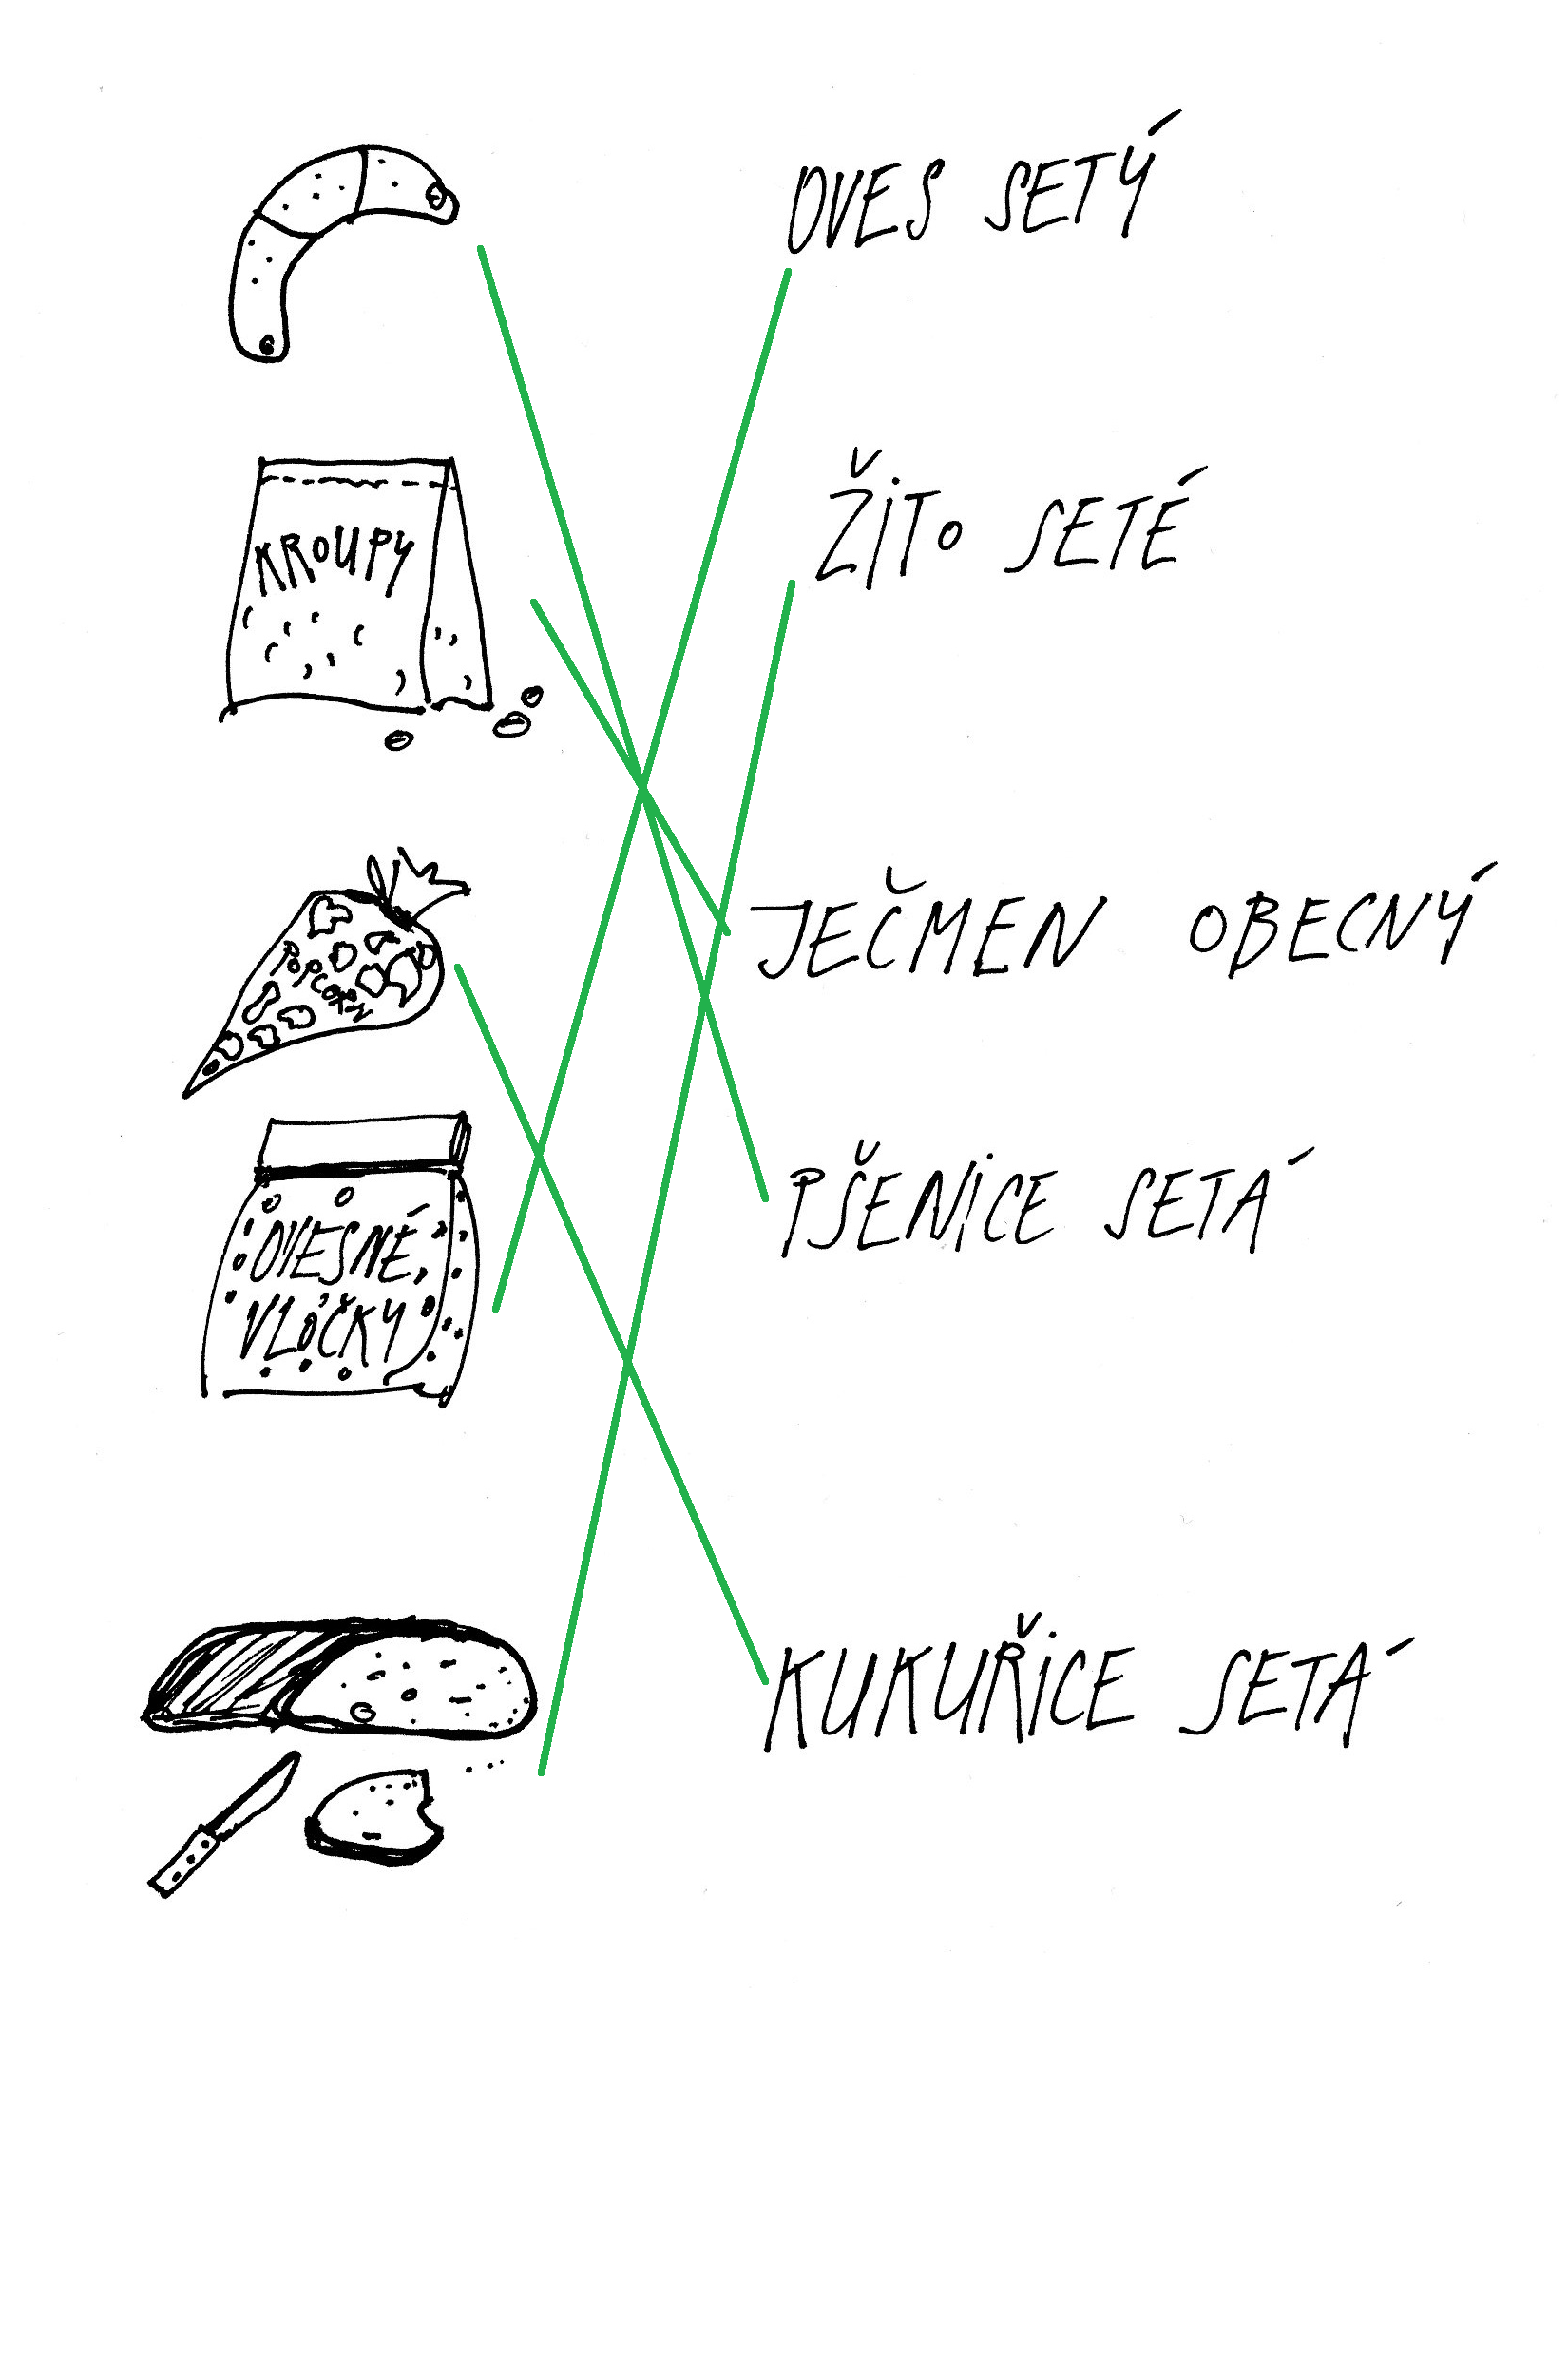 OVES SETÝ
KROUPY
ŽITO SETÉ
POPCORN
JEČMEN OBECNÝ
OVESNÉ
VLOČKY
PŠENICE SETÁ
KUKUŘICE SETÁ